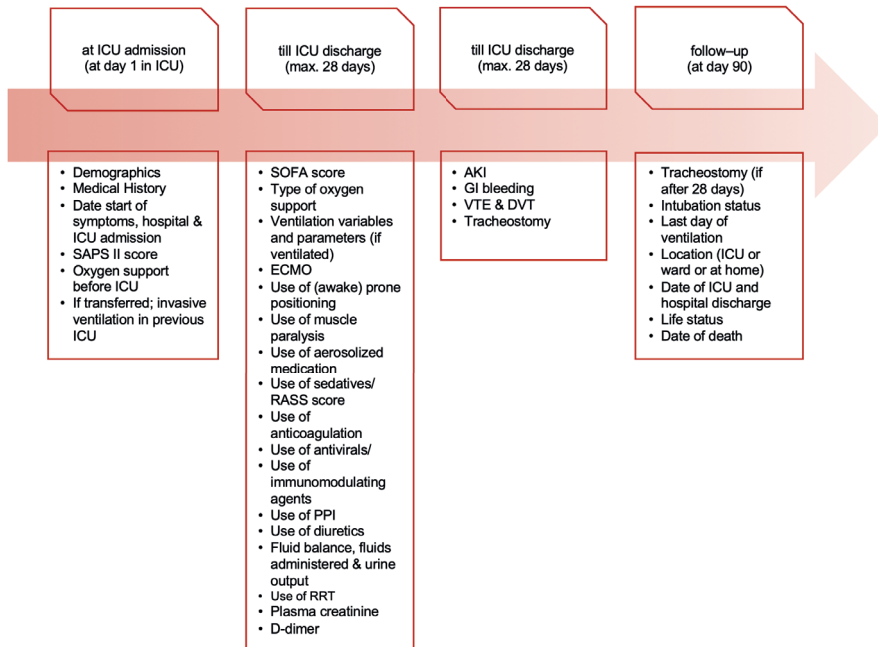 at ICU admission
(at day 1 in ICU)
till ICU discharge
(max. 28 days)
till ICU discharge
(max. 28 days)
follow–up
(at day 90)
• Demographics
• Medical History
• Date start of
symptoms, hospital &
ICU admission
• SAPS II score
• Oxygen support
before ICU
• If transferred; invasive
ventilation in previous
ICU
• SOFA score
• Type of oxygen
support
• Ventilation variables
and parameters (if
ventilated)
• ECMO
• Use of (awake) prone
positioning
• Use of muscle
paralysis
• Use of aerosolized
medication
• Use of sedatives/
RASS score
• Use of
anticoagulation
• Use of antivirals/
• Use of
immunomodulating
agents
• Use of PPI
• Use of diuretics
• Fluid balance, fluids
administered & urine
output
• Use of RRT
• Plasma creatinine
• D-dimer
• AKI
• GI bleeding
• VTE & DVT
• Tracheostomy
• Tracheostomy (if
after 28 days)
• Intubation status
• Last day of
ventilation
• Location (ICU or
ward or at home)
• Date of ICU and
hospital discharge
• Life status
• Date of death